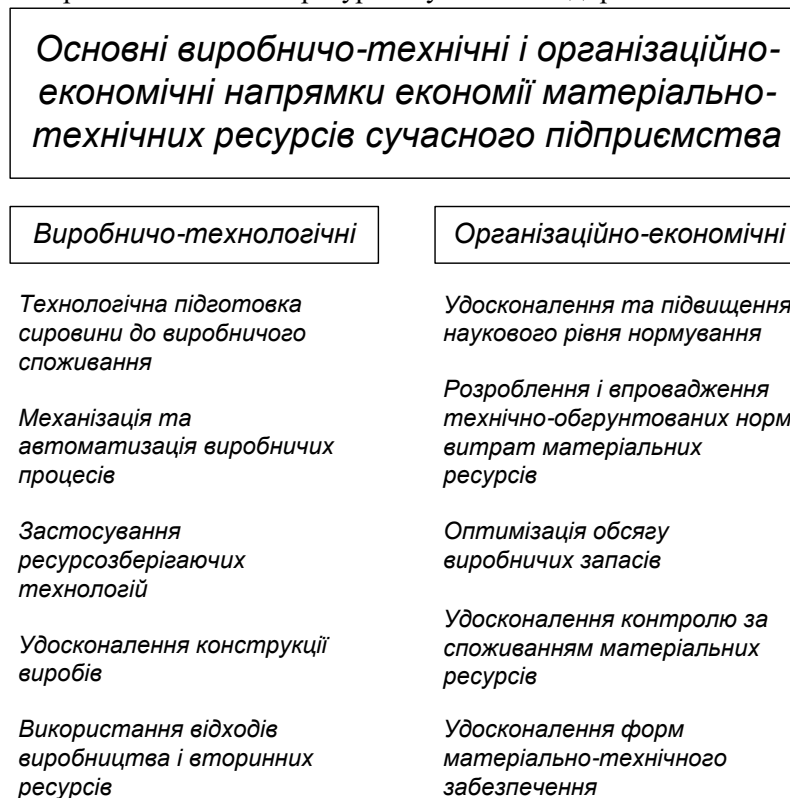 Основні виробничо-технічні і організаційно-
економічні напрямки економії матеріально-
технічних ресурсів сучасного підприємства
Виробничо-технологічні
Технологічна підготовка
сировини до виробничого
споживання
Механізація та
автоматизація виробничих
процесів
Застосування
ресурсозберігаючих
технологій
Удосконалення конструкції
виробів
Використання відходів
виробництва і вторинних
ресурсів
Організаційно-економічні
Удосконалення та підвищення
наукового рівня нормування
Розроблення і впровадження
технічно-обгрунтованих норм
витрат матеріальних
ресурсів
Оптимізація обсягу
виробничих запасів
Удосконалення контролю за
споживанням матеріальних
ресурсів
Удосконалення форм
матеріально-технічного
забезпечення